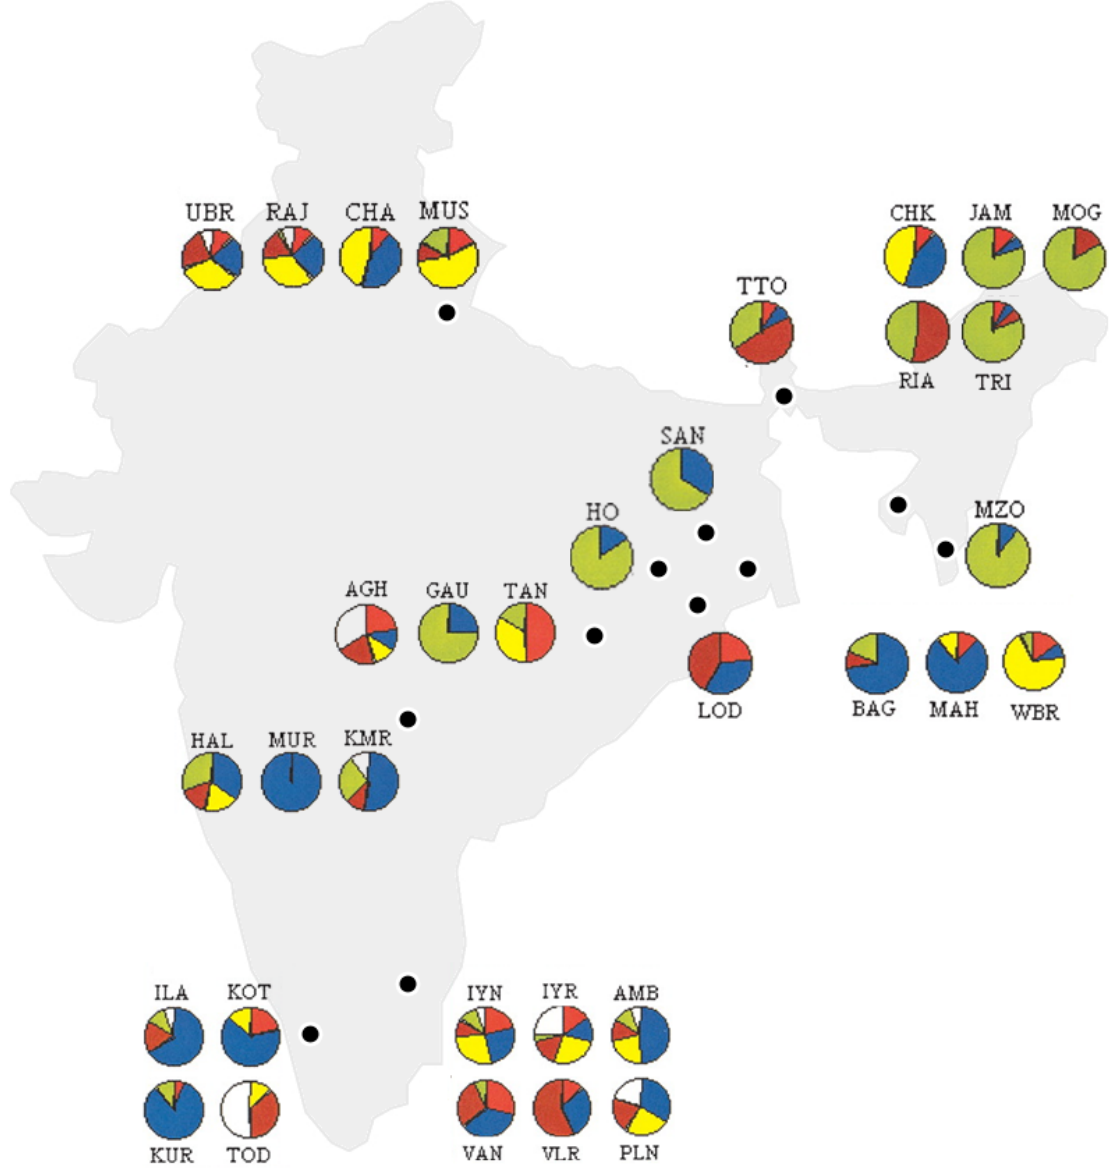 UBR RAJ CHA MUS
CHK JAM MOG
TTO
RIA TRI
SAN
HO
MZO
AGH GAU TAN
LOD
BAG MAH WBR
HAL MUR KMR
ILA KOT
IYN IYR AMB
KUR TOD
VAN VLR PLN